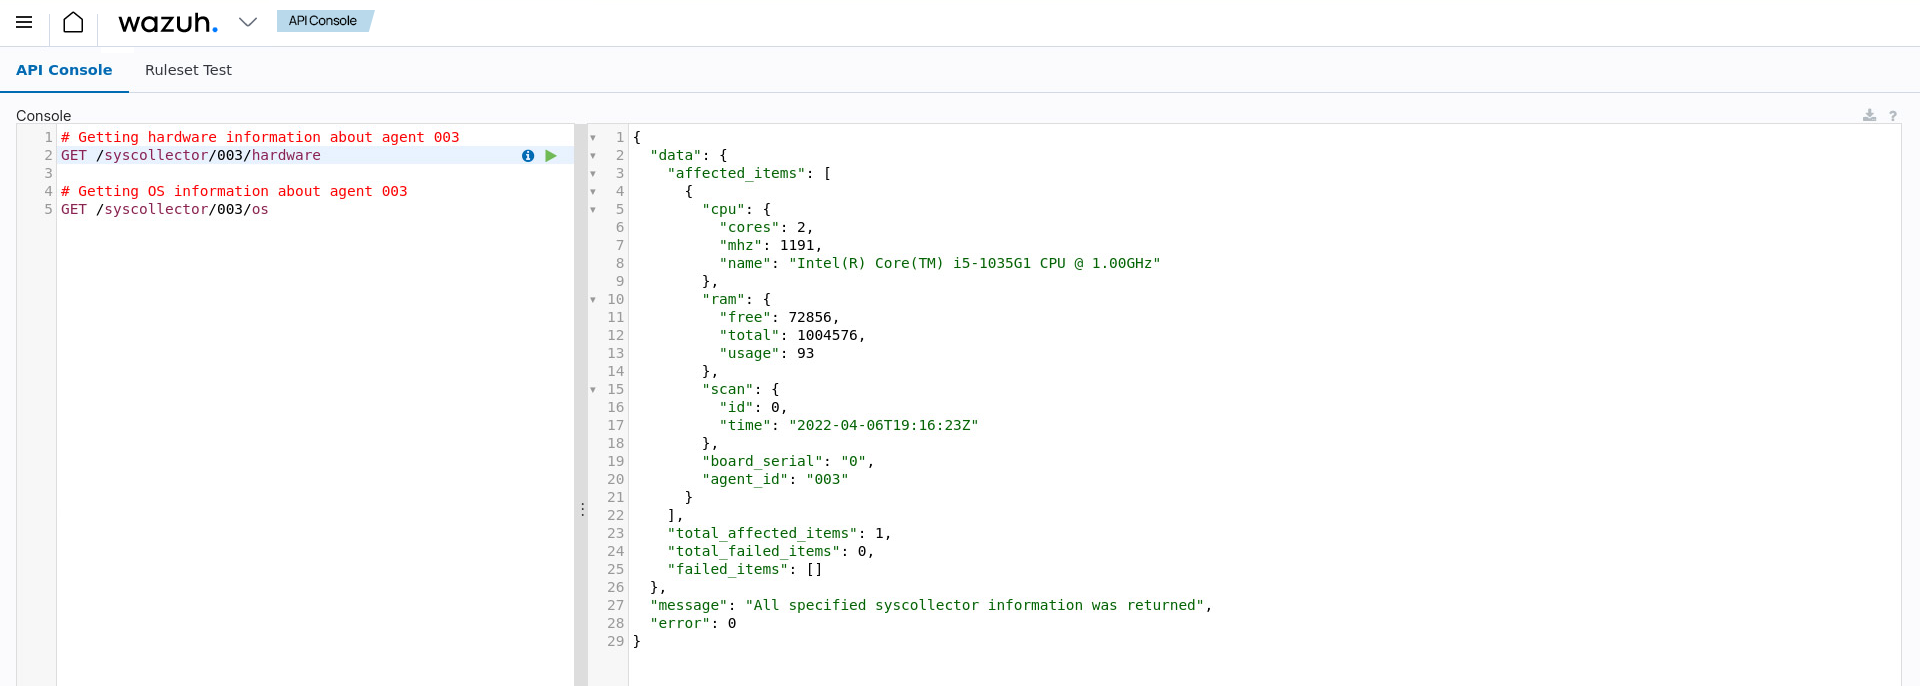 wazuh.
API Console
API Console
Ruleset Test
Console
?
1 # Getting hardware information about agent 003
2 GET /syscollector/003/hardware
3
4 # Getting OS information about agent 003
5 GET /syscollector/003/os
1 {
2   "data": {
3     "affected_items": [
4       {
5         "cpu": {
6           "cores": 2,
7           "mhz": 1191,
8           "name": "Intel(R) Core(TM) i5-1035G1 CPU @ 1.00GHz"
9         },
10         "ram": {
11           "free": 72856,
12           "total": 1004576,
13           "usage": 93
14         },
15         "scan": {
16           "id": 0,
17           "time": "2022-04-06T19:16:23Z"
18         },
19         "board_serial": "0",
20         "agent_id": "003"
21       }
22     ],
23     "total_affected_items": 1,
24     "total_failed_items": 0,
25     "failed_items": []
26   },
27   "message": "All specified syscollector information was returned",
28   "error": 0
29 }